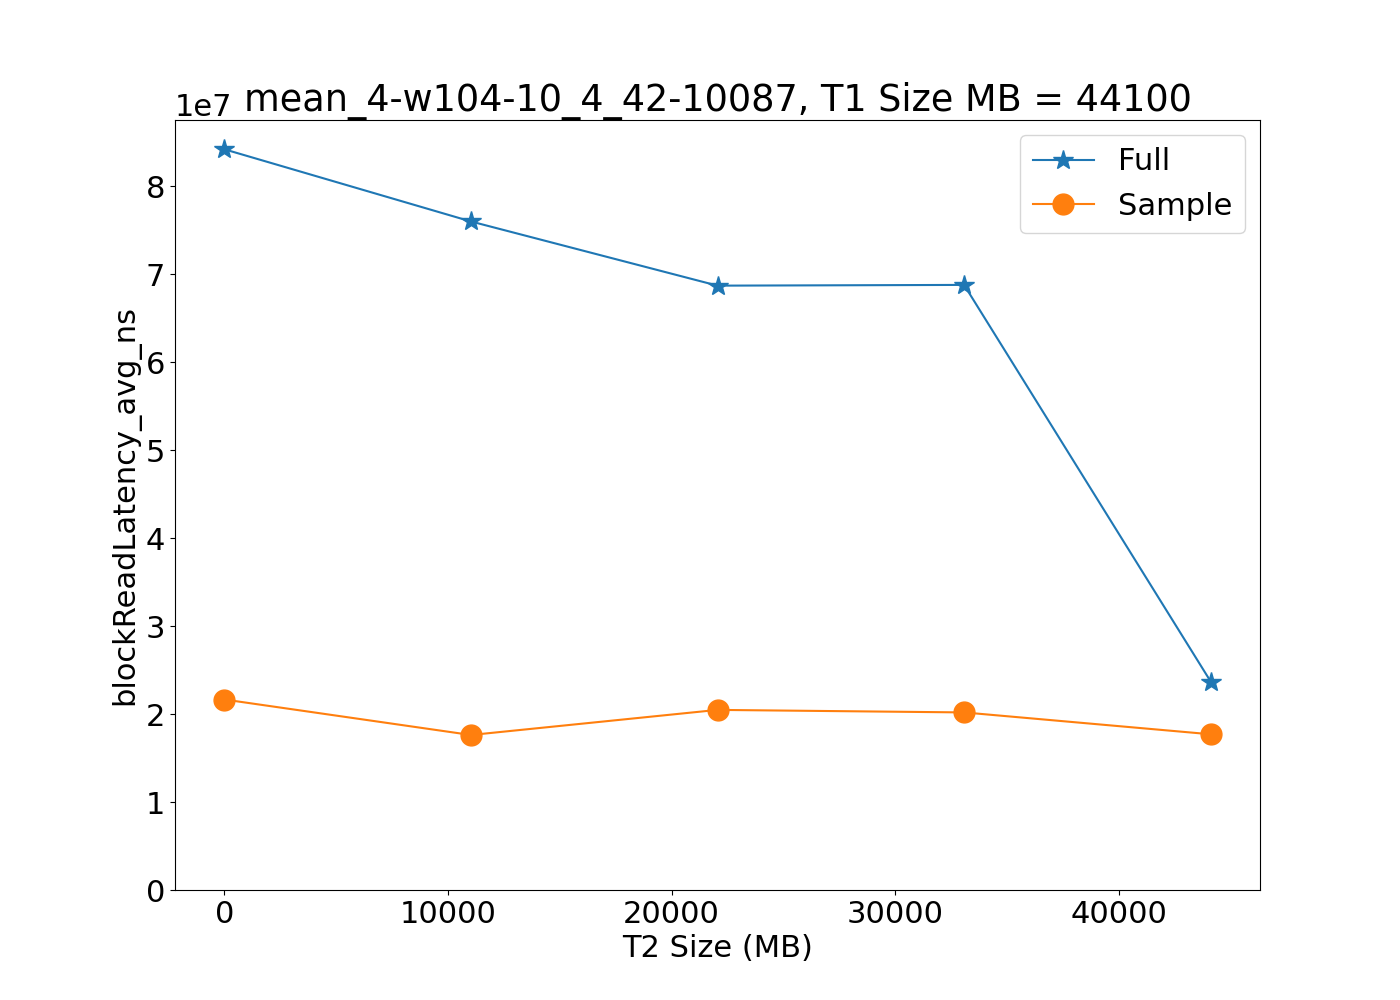 1e7
mean_4-w104-10_4_42-10087, T1 Size MB = 44100
Full
Sample
blockReadLatency_avg_ns
8
7
6
5
4
3
2
1
0
0 10000 20000 30000 40000
T2 Size (MB)